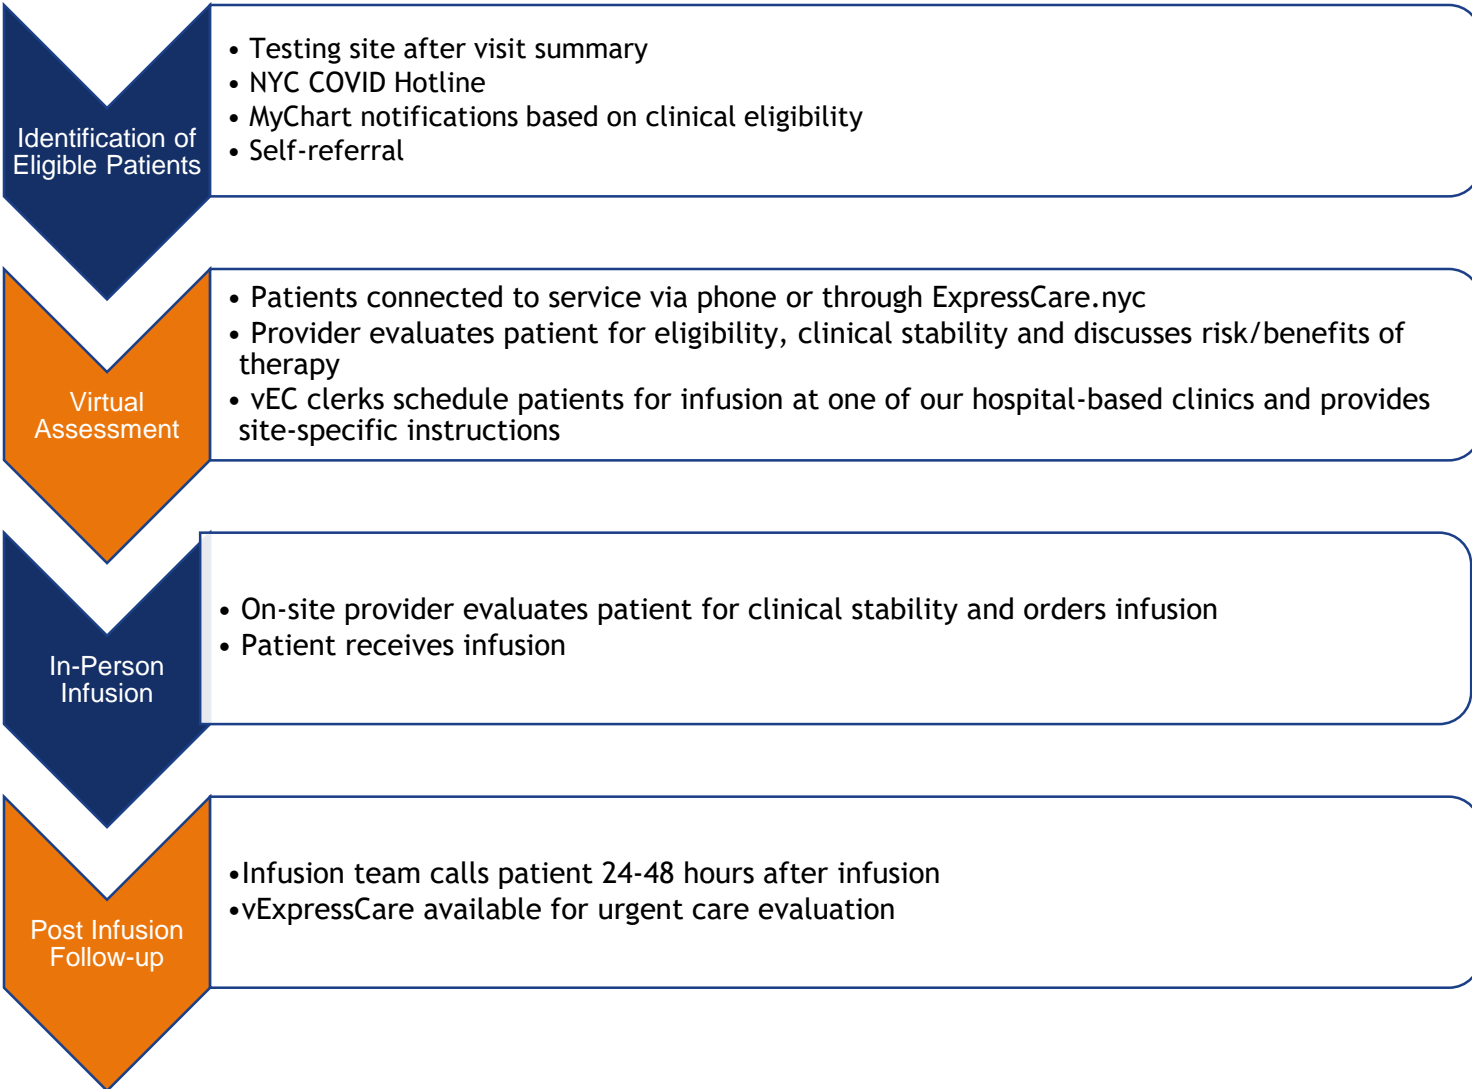 Identification of
Eligible Patients
• Testing site after visit summary
• NYC COVID Hotline
• MyChart notifications based on clinical eligibility
• Self-referral
Virtual
Assessment
• Patients connected to service via phone or through ExpressCare.nyc
• Provider evaluates patient for eligibility, clinical stability and discusses risk/benefits of
therapy
• vEC clerks schedule patients for infusion at one of our hospital-based clinics and provides
site-specific instructions
In-Person
Infusion
• On-site provider evaluates patient for clinical stability and orders infusion
• Patient receives infusion
Post Infusion
Follow-up
•Infusion team calls patient 24-48 hours after infusion
•vExpressCare available for urgent care evaluation